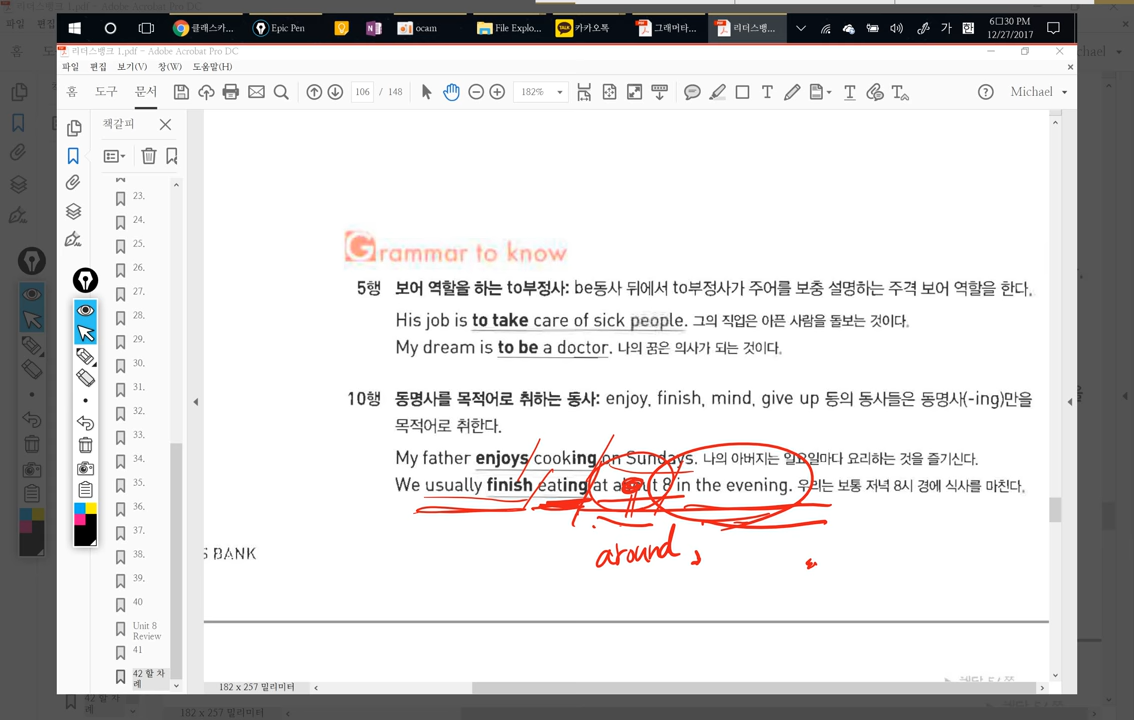 리더스뱅크 1.pdf - Adobe Acrobat Pro DC
클래스카...
Epic Pen
ocam
File Explo...
카카오톡
그래머타...
리더스뱅...
가
한
6:30 PM
12/27/2017
파일 편집 보기(V) 창(W) 도움말(H)
홈 도구 문서
106 / 148
182%
Michael
책갈피
23.
24.
25.
26.
27.
28.
29.
30.
31.
32.
33.
34.
35.
36.
37.
38.
39.
40
Unit 8
Review
41
42 할 차
례
Grammar to know
5행 보어 역할을 하는 to부정사: be동사 뒤에서 to부정사가 주어를 보충 설명하는 주격 보어 역할을 한다.
His job is to take care of sick people. 그의 직업은 아픈 사람을 돌보는 것이다.
My dream is to be a doctor. 나의 꿈은 의사가 되는 것이다.
10행 동명사를 목적어로 취하는 동사: enjoy, finish, mind, give up 등의 동사들은 동명사(-ing)만을
목적어로 취한다.
My father enjoys cooking on Sundays. 나의 아버지는 일요일마다 요리하는 것을 즐기신다.
We usually finish eating at about 8 in the evening. 우리는 보통 저녁 8시 경에 식사를 마친다.
around,
S BANK
182 x 257 밀리미터